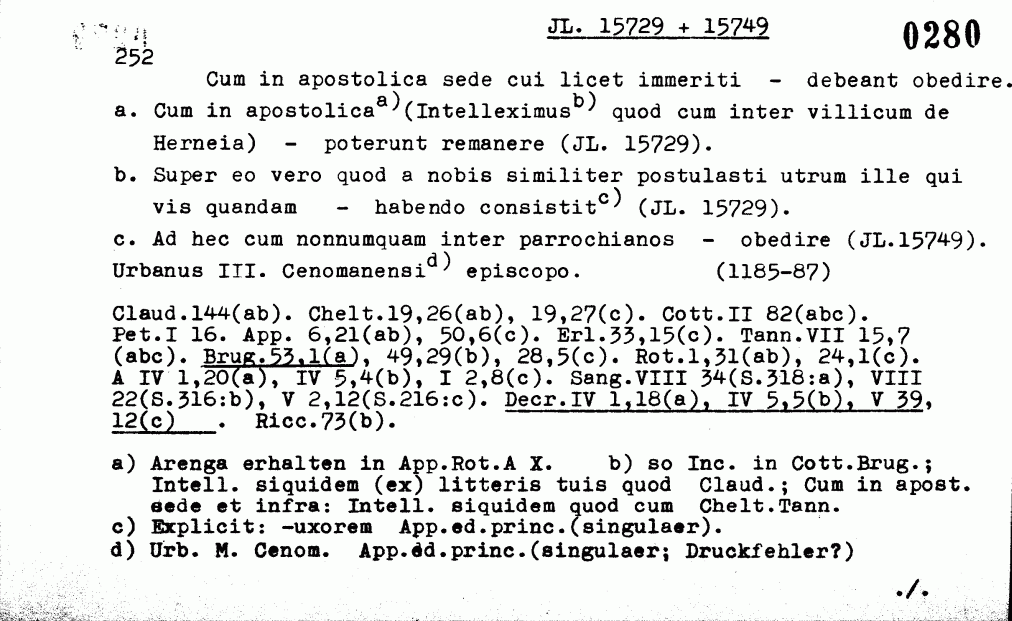 JL. 15729 + 15749
0280
252
Cum in apostolica sede cui licet immeriti - debeant obedire.
a. Cum in apostolica a) (Intelleximus b) quod cum inter villicum de
Herneia) - poterunt remanere (JL. 15729).
b. Super eo vero quod a nobis similiter postulasti utrum ille qui
vis quandam - habendo consistit c) (JL. 15729).
c. Ad hec cum nonnumquam inter parrochianos - obedire (JL.15749).
Urbanus III. Cenomanensi d) episcopo. (1185-87)
Claud.144(ab). Chelt.19,26(ab), 19,27(c). Cott.II 82(abc).
Pet.I 16. App. 6,21(ab), 50,6(c). Erl.33,15(c). Tann.VII 15,7
(abc). Brug.53,1(a), 49,29(b), 28,5(c). Rot.1,31(ab), 24,1(c).
A IV 1,20(a), IV 5,4(b), I 2,8(c). Sang.VIII 34(S.318:a), VIII
22(S.316:b), V 2,12(S.216:c). Decr.IV 1,18(a), IV 5,5(b), V 39,
12(c) . Ricc.73(b).
a) Arenga erhalten in App.Rot.A X. b) so Inc. in Cott.Brug.;
Intell. siquidem (ex) litteris tuis quod Claud.; Cum in apost.
sede et infra: Intell. siquidem quod cum Chelt.Tann.
c) Explicit: -uxorem App.ed.princ.(singulaer).
d) Urb. M. Cenom. App.ed.princ.(singulaer; Druckfehler?)
./.